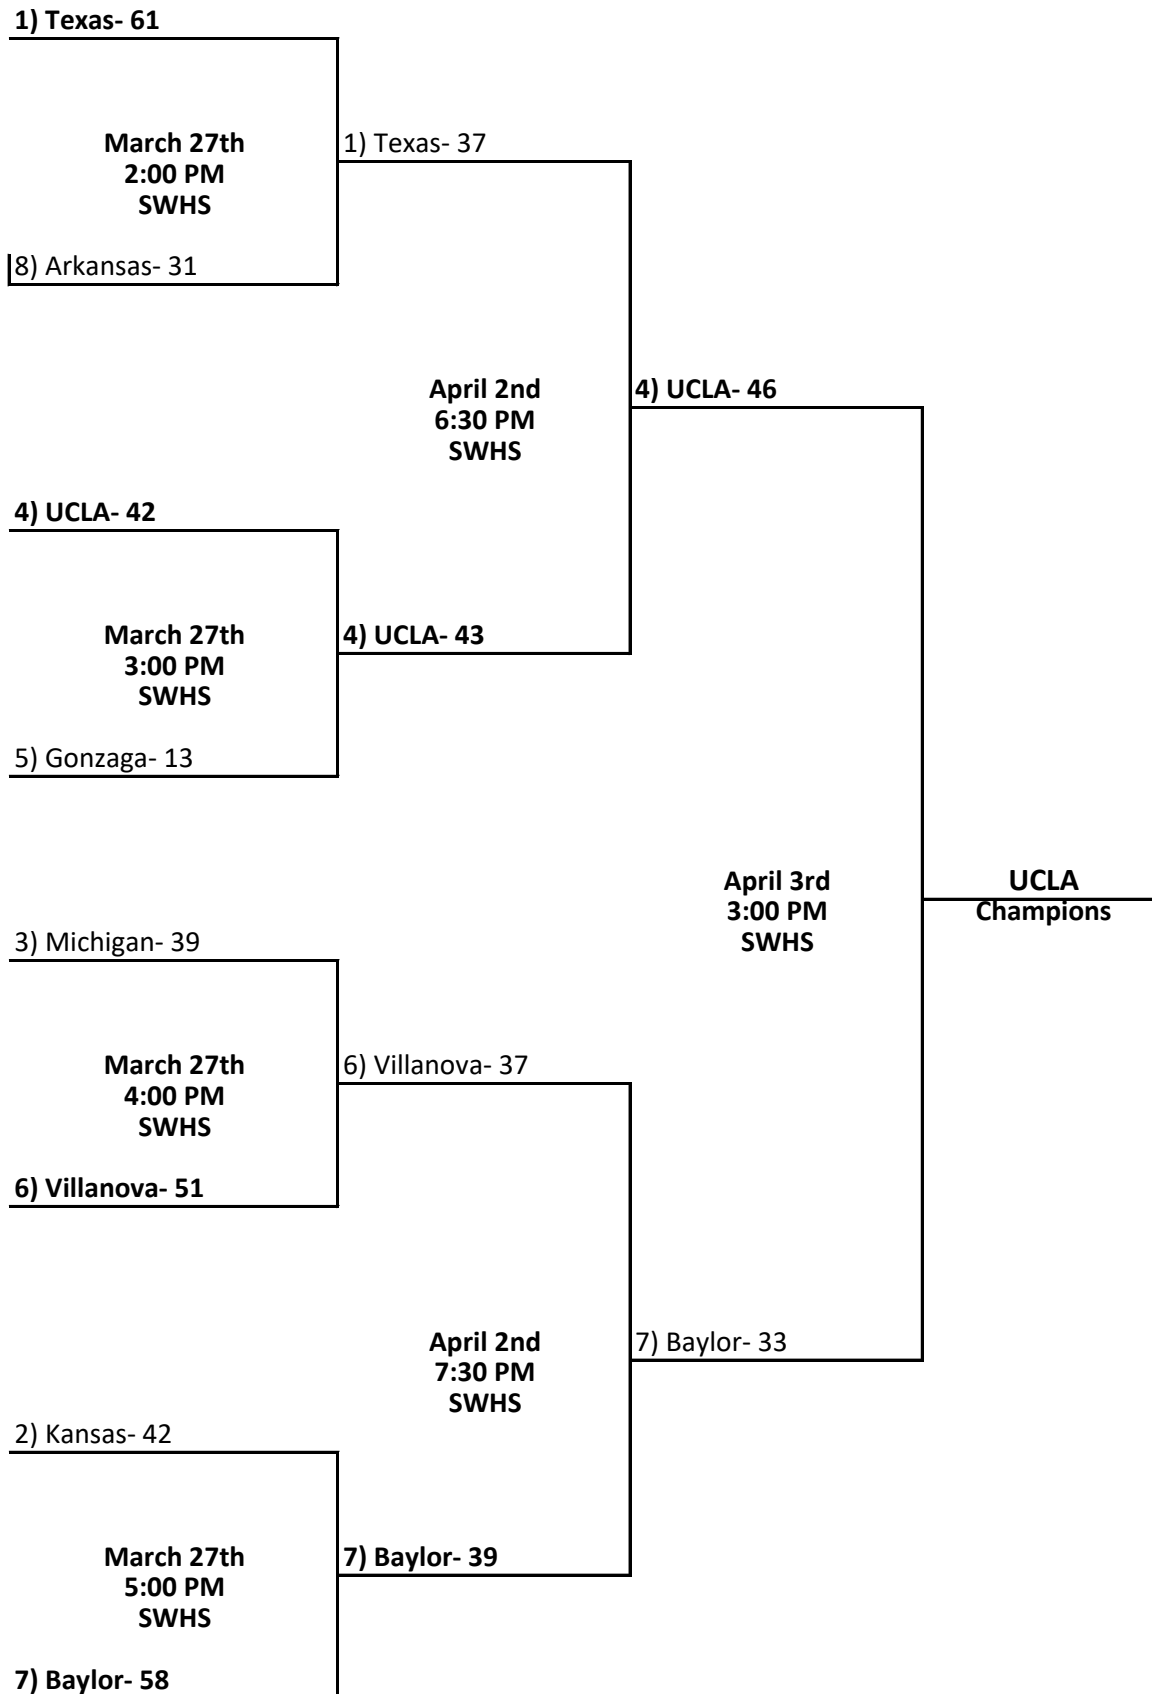 1) Texas- 61
March 27th
2:00 PM
SWHS
1) Texas- 37
8) Arkansas- 31
April 2nd
6:30 PM
SWHS
4) UCLA- 46
4) UCLA- 42
March 27th
3:00 PM
SWHS
4) UCLA- 43
5) Gonzaga- 13
April 3rd
3:00 PM
SWHS
UCLA
Champions
3) Michigan- 39
March 27th
4:00 PM
SWHS
6) Villanova- 37
6) Villanova- 51
April 2nd
7:30 PM
SWHS
7) Baylor- 33
2) Kansas- 42
March 27th
5:00 PM
SWHS
7) Baylor- 39
7) Baylor- 58